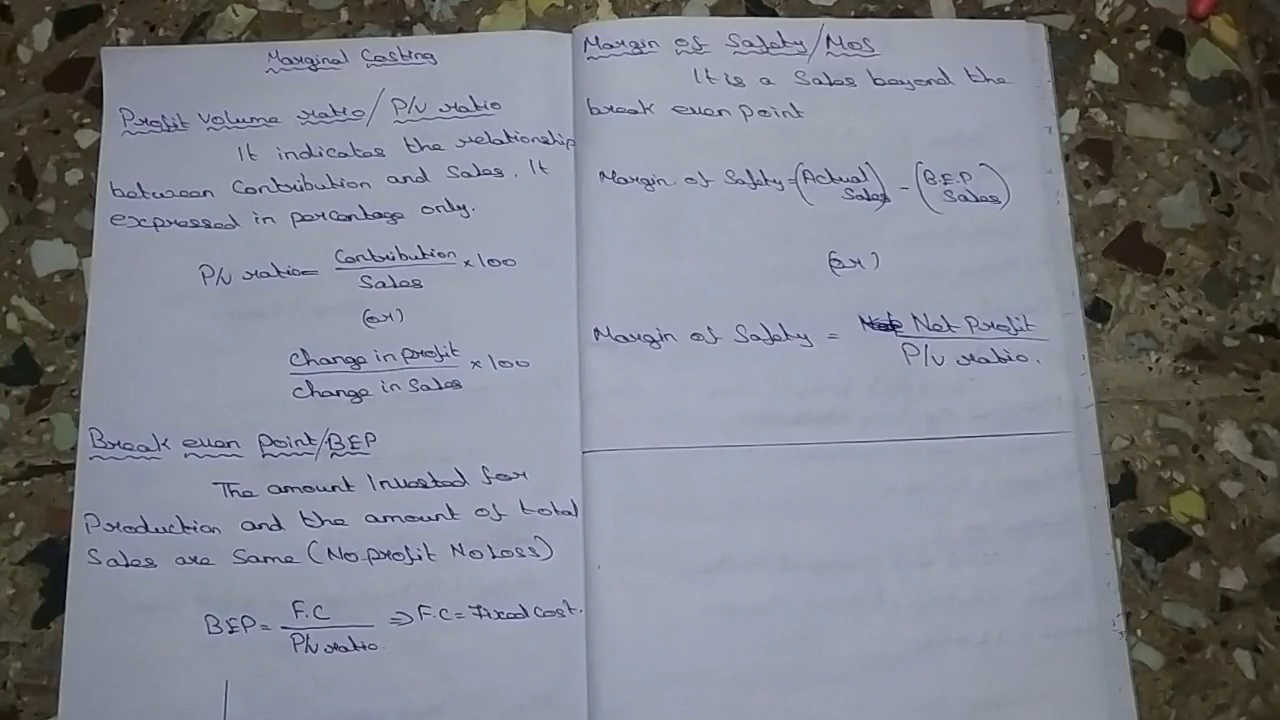 Marginal Costing
Profit Volume ratio/P/V ratio
It indicates the relationship
between Contribution and Sales. It
expressed in percentage only.
P/V ratio= Contribution/Sales × 100
(or)
change in profit/change in Sales × 100
Break even Point/BEP
The amount Invested for
Production and the amount of total
Sales are Same (No profit No Loss)
BEP = F.C/P/V ratio ⇒ F.C = Fixed cost.
Margin of Safety/MOS
It is a Sales beyond the
break even point
Margin of Safety = (Actual Sales) - (B.E.P Sales)
(or)
Margin of Safety = Net Profit/P/V ratio.